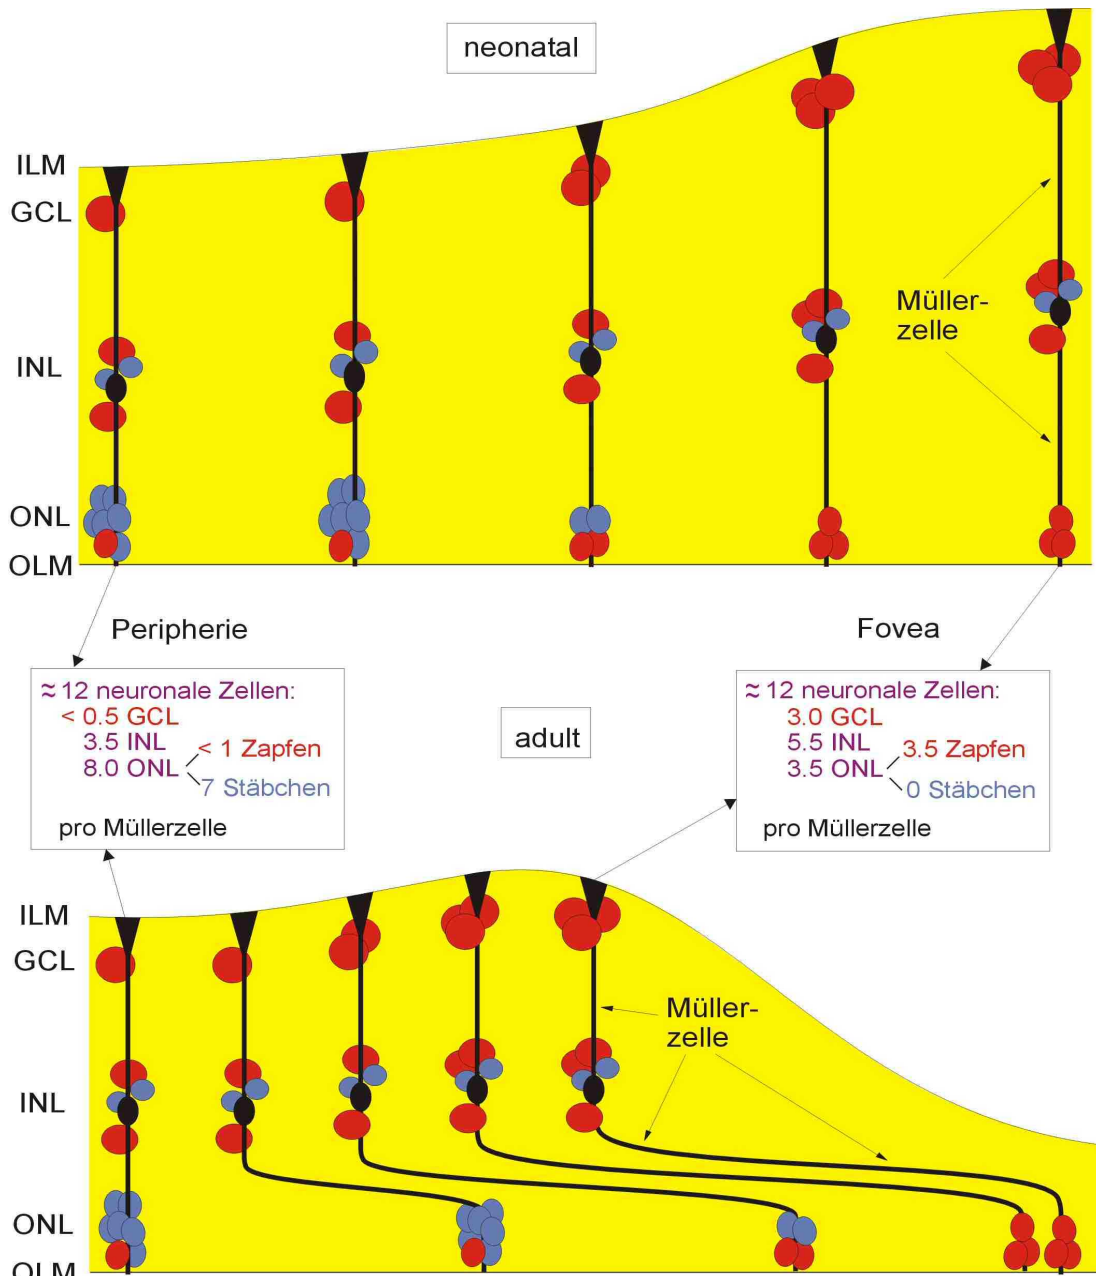 neonatal
ILM
GCL
INL
ONL
OLM
Müller-
zelle
Peripherie
Fovea
≈ 12 neuronale Zellen:
< 0.5 GCL
3.5 INL
8.0 ONL
< 1 Zapfen
7 Stäbchen
pro Müllerzelle
adult
≈ 12 neuronale Zellen:
3.0 GCL
5.5 INL
3.5 ONL
3.5 Zapfen
0 Stäbchen
pro Müllerzelle
ILM
GCL
INL
ONL
OLM
Müller-
zelle